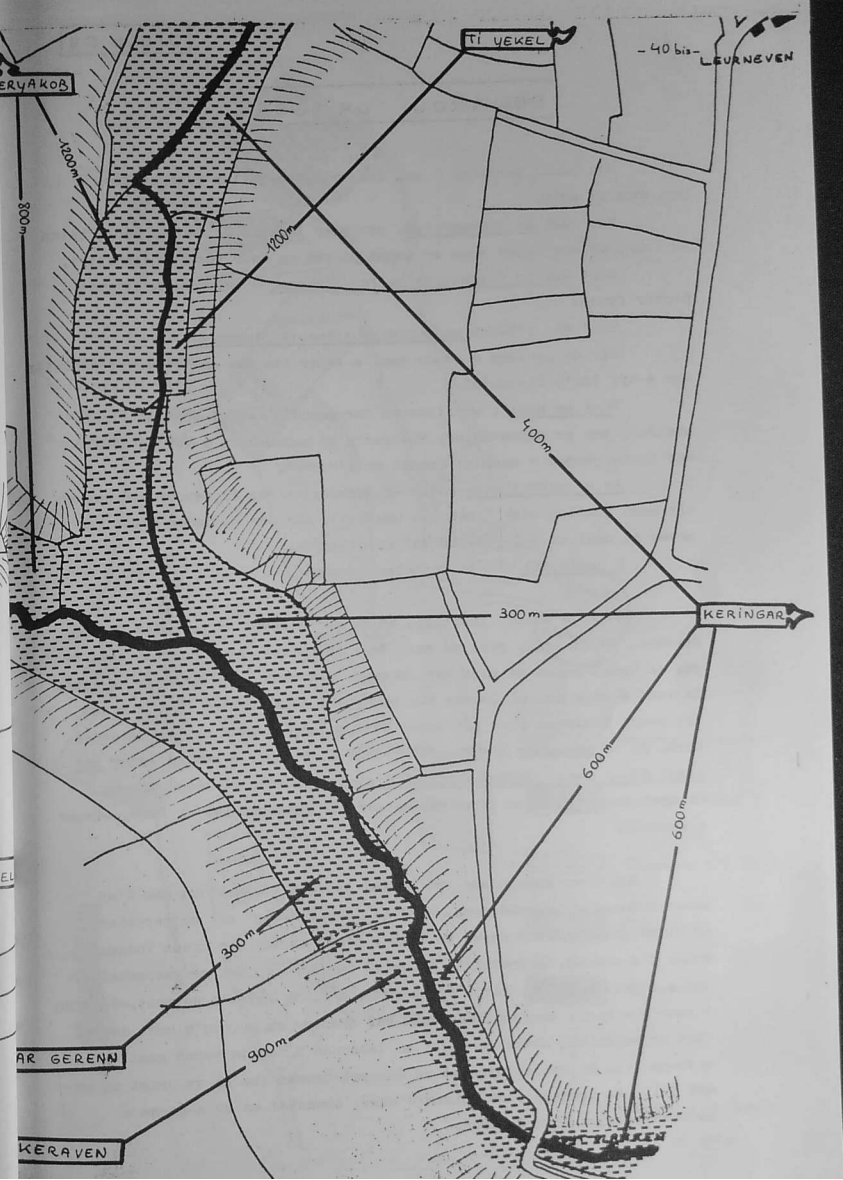 Ti YEKEL
- 40 bis -
LEURNEVEN
ERYAKOB
1200m
800m
1200m
400m
300m
KERINGAR
600m
600m
EL
300m
AR GERENN
900m
KERAVEN